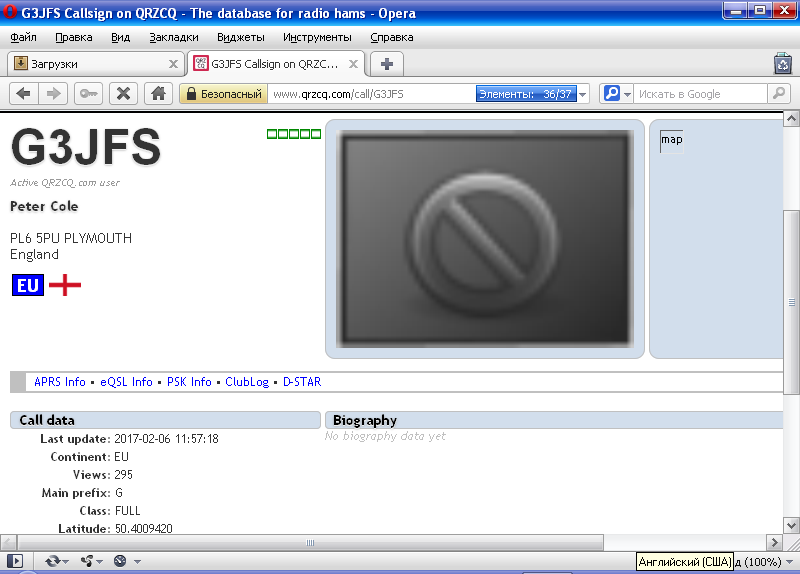 G3JFS Callsign on QRZCQ - The database for radio hams - Opera
Файл Правка Вид Закладки Виджеты Инструменты Справка
Загрузки
QRZ CQ
G3JFS Callsign on QRZC...
Безопасный
www.qrzcq.com/call/G3JFS
Элементы: 36/37
Искать в Google
G3JFS
Active QRZCQ.com user
Peter Cole
PL6 5PU PLYMOUTH
England
EU
map
APRS Info • eQSL Info • PSK Info • ClubLog • D-STAR
Call data
Last update: 2017-02-06 11:57:18
Continent: EU
Views: 295
Main prefix: G
Class: FULL
Latitude: 50.4009420
Biography
No biography data yet
Английский (США)
д (100%)